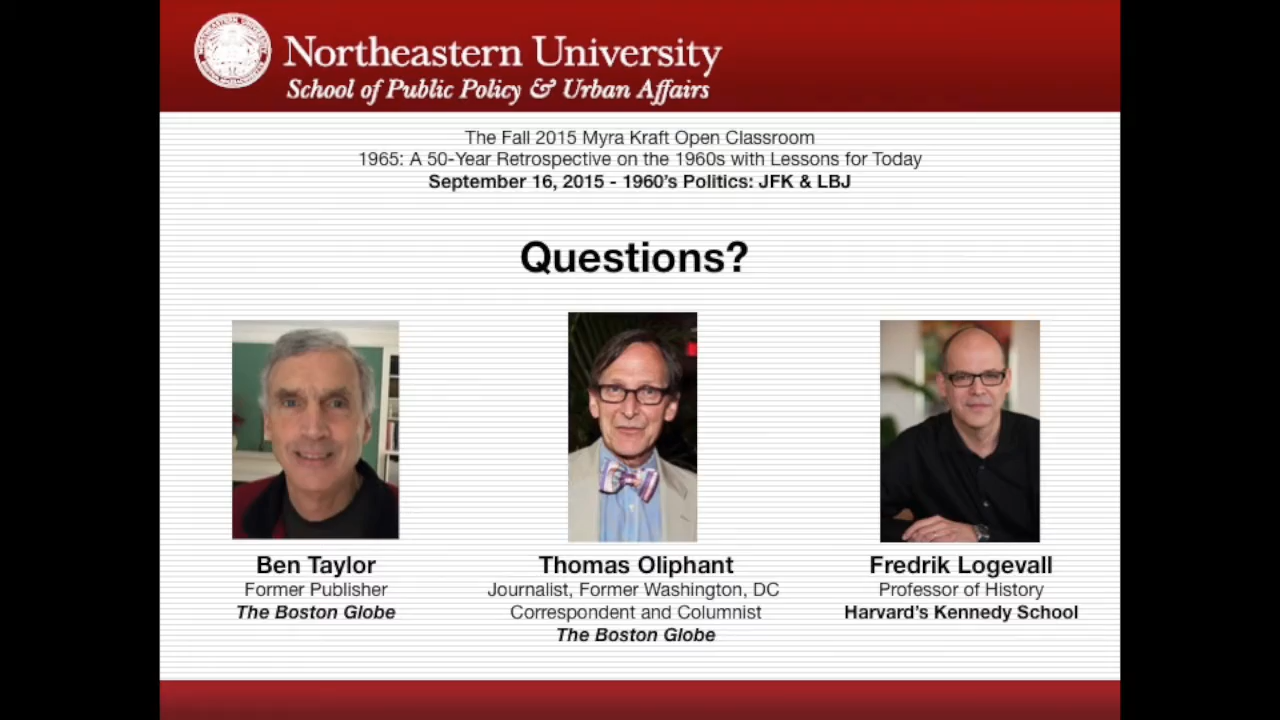 Northeastern University
School of Public Policy & Urban Affairs
The Fall 2015 Myra Kraft Open Classroom
1965: A 50-Year Retrospective on the 1960s with Lessons for Today
September 16, 2015 - 1960's Politics: JFK & LBJ
Questions?
Ben Taylor
Former Publisher
The Boston Globe
Thomas Oliphant
Journalist, Former Washington, DC
Correspondent and Columnist
The Boston Globe
Fredrik Logevall
Professor of History
Harvard's Kennedy School